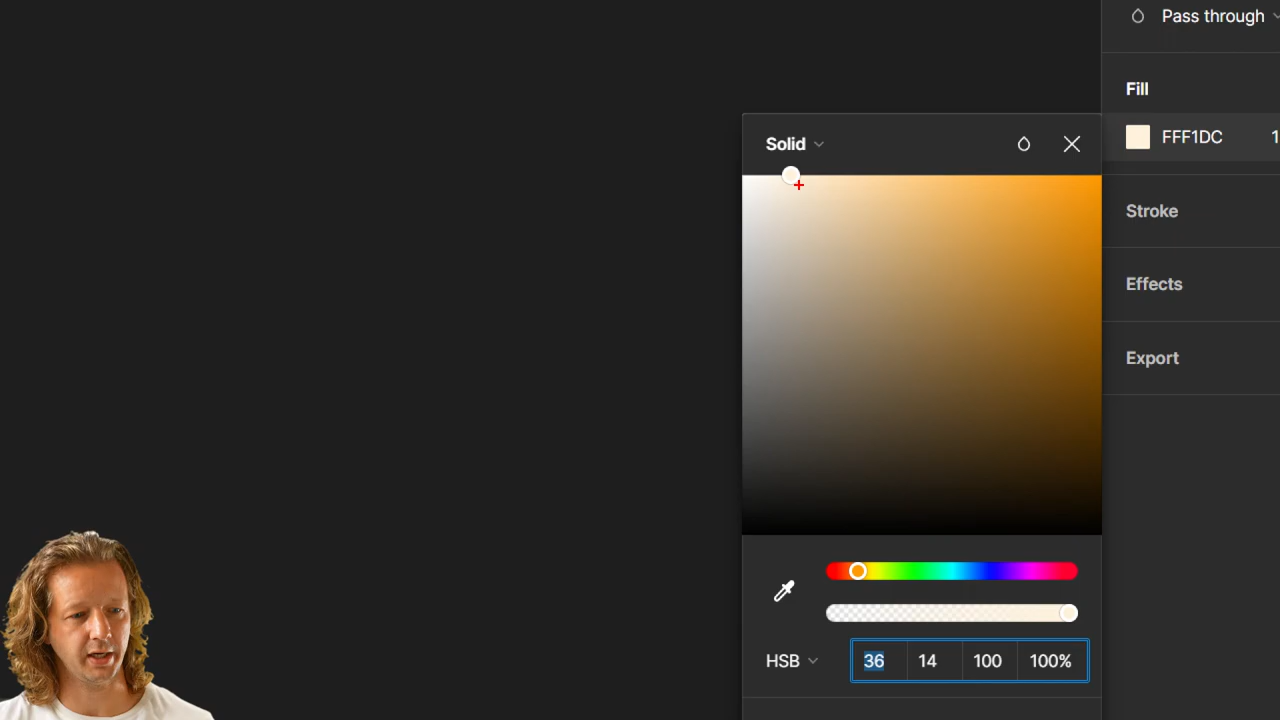 Pass through
Fill
Solid
FFF1DC
Stroke
Effects
Export
HSB 36 14 100 100%